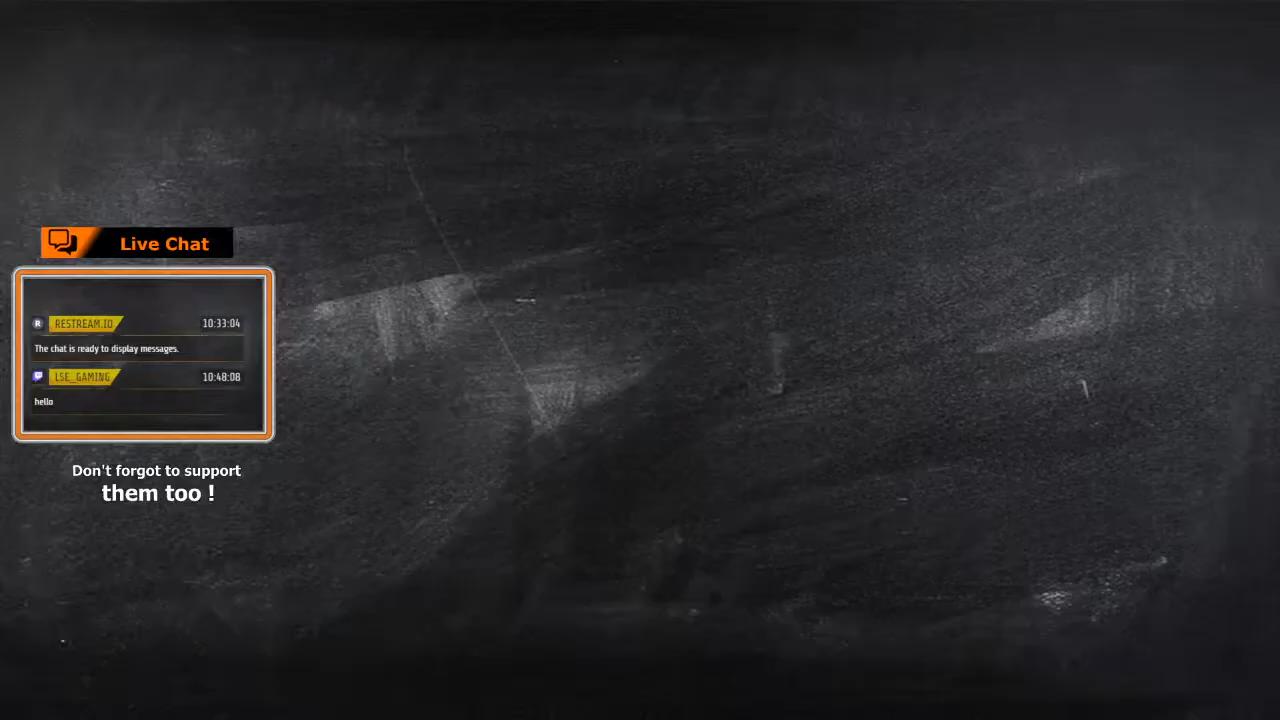 Live Chat
R RESTREAM.IO 10:33:04
The chat is ready to display messages.
LSE_GAMING 10:48:08
hello
Don't forgot to support
them too !